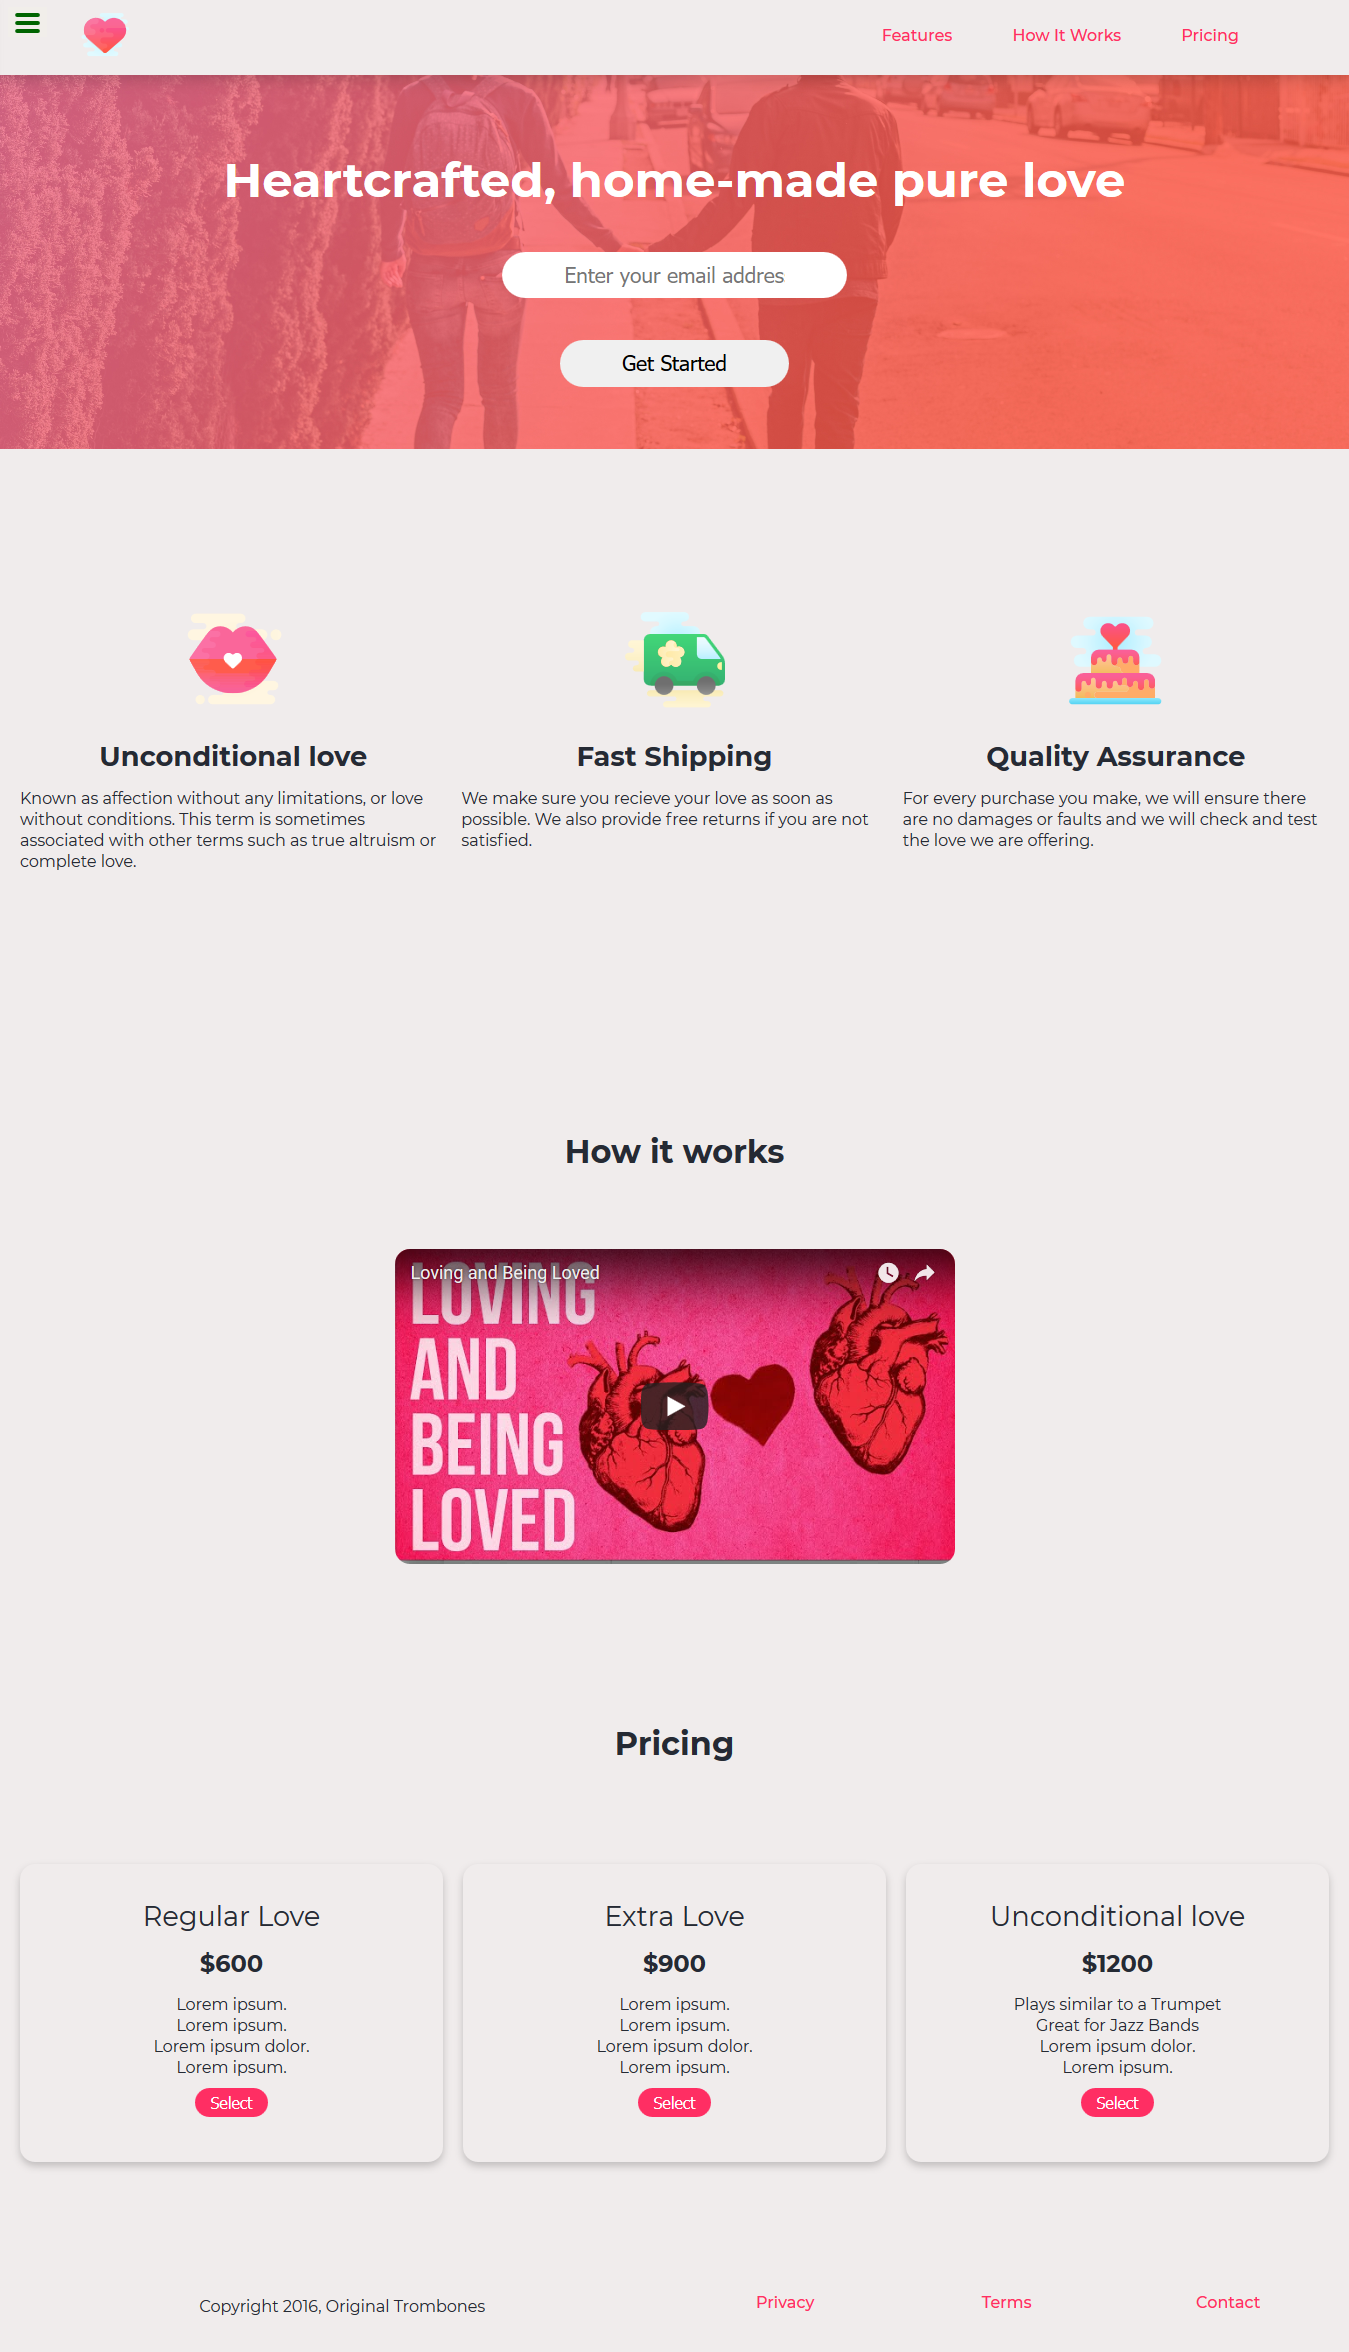 Features How It Works Pricing
Heartcrafted, home-made pure love
Enter your email addres
Get Started
Unconditional love
Known as affection without any limitations, or love
without conditions. This term is sometimes
associated with other terms such as true altruism or
complete love.
Fast Shipping
We make sure you recieve your love as soon as
possible. We also provide free returns if you are not
satisfied.
Quality Assurance
For every purchase you make, we will ensure there
are no damages or faults and we will check and test
the love we are offering.
How it works
Loving and Being Loved
LOVING
AND
BEING
LOVED
Pricing
Regular Love
$600
Lorem ipsum.
Lorem ipsum.
Lorem ipsum dolor.
Lorem ipsum.
Select
Extra Love
$900
Lorem ipsum.
Lorem ipsum.
Lorem ipsum dolor.
Lorem ipsum.
Select
Unconditional love
$1200
Plays similar to a Trumpet
Great for Jazz Bands
Lorem ipsum dolor.
Lorem ipsum.
Select
Copyright 2016, Original Trombones
Privacy Terms Contact